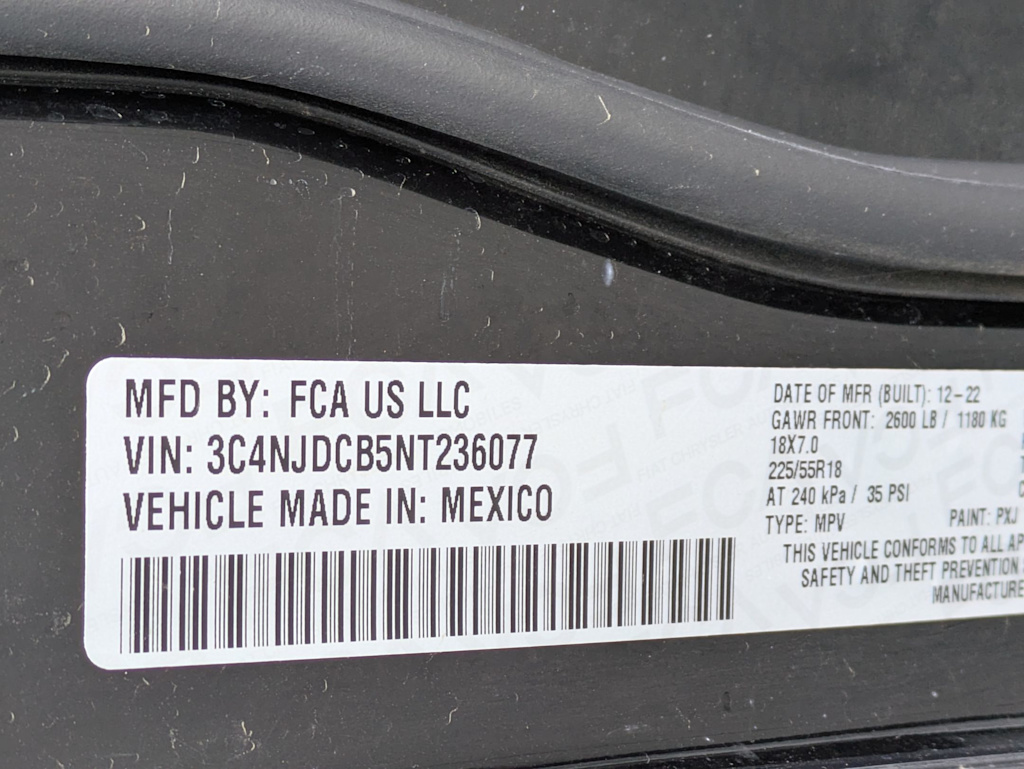 MFD BY: FCA US LLC
VIN: 3C4NJDCB5NT236077
VEHICLE MADE IN: MEXICO
DATE OF MFR (BUILT): 12-22
GAWR FRONT: 2600 LB / 1180 KG
18X7.0
225/55R18
AT 240 kPa / 35 PSI
TYPE: MPV PAINT: PXJ
THIS VEHICLE CONFORMS TO ALL AP
SAFETY AND THEFT PREVENTION
MANUFACTURE